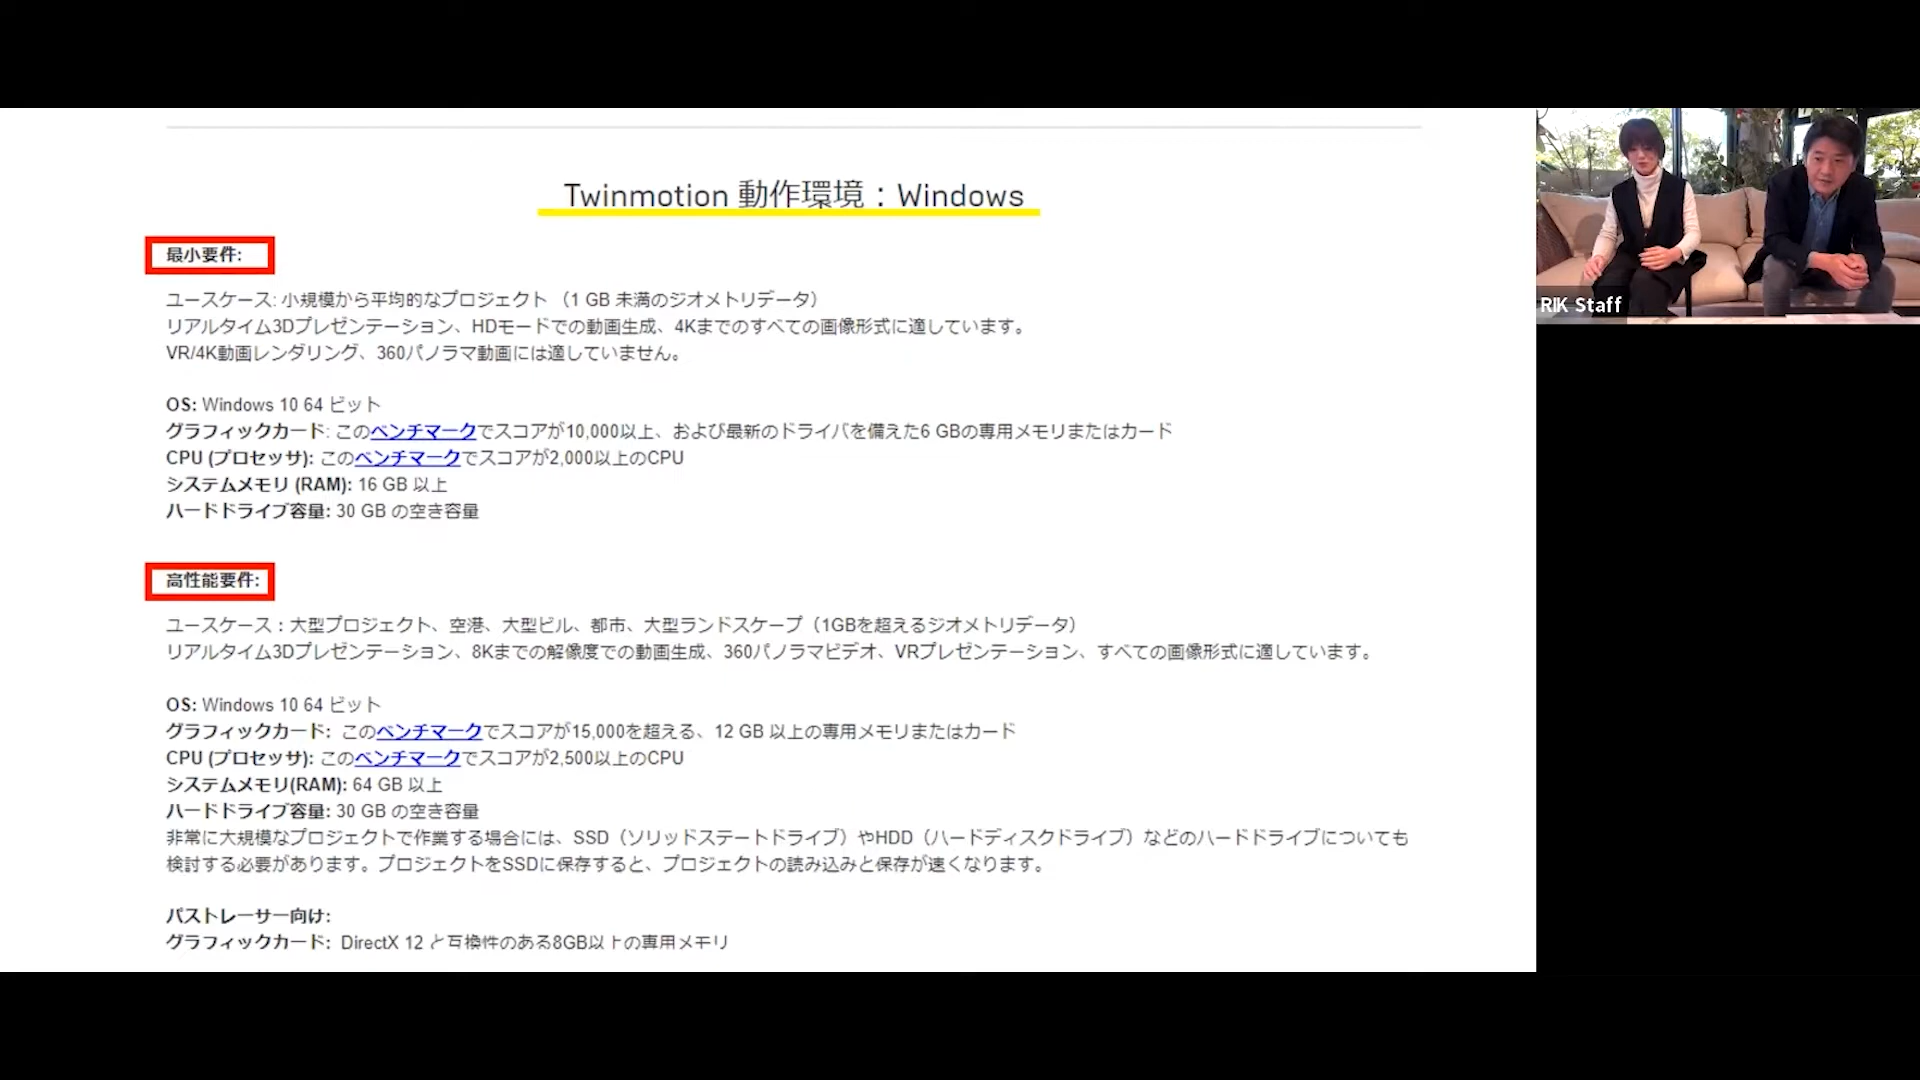 Twinmotion 動作環境：Windows
最小要件:
ユースケース: 小規模から平均的なプロジェクト （1 GB 未満のジオメトリデータ）
リアルタイム3Dプレゼンテーション、HDモードでの動画生成、4Kまでのすべての画像形式に適しています。
VR/4K動画レンダリング、360パノラマ動画には適していません。
OS: Windows 10 64 ビット
グラフィックカード: このベンチマークでスコアが10,000以上、および最新のドライバを備えた6 GBの専用メモリまたはカード
CPU (プロセッサ): このベンチマークでスコアが2,000以上のCPU
システムメモリ (RAM): 16 GB 以上
ハードドライブ容量: 30 GB の空き容量
高性能要件:
ユースケース：大型プロジェクト、空港、大型ビル、都市、大型ランドスケープ（1GBを超えるジオメトリデータ）
リアルタイム3Dプレゼンテーション、8Kまでの解像度での動画生成、360パノラマビデオ、VRプレゼンテーション、すべての画像形式に適しています。
OS: Windows 10 64 ビット
グラフィックカード: このベンチマークでスコアが15,000を超える、12 GB 以上の専用メモリまたはカード
CPU (プロセッサ): このベンチマークでスコアが2,500以上のCPU
システムメモリ(RAM): 64 GB 以上
ハードドライブ容量: 30 GB の空き容量
非常に大規模なプロジェクトで作業する場合には、SSD（ソリッドステートドライブ）やHDD（ハードディスクドライブ）などのハードドライブについても
検討する必要があります。プロジェクトをSSDに保存すると、プロジェクトの読み込みと保存が速くなります。
パストレーサー向け:
グラフィックカード: DirectX 12 と互換性のある8GB以上の専用メモリ
RIK Staff